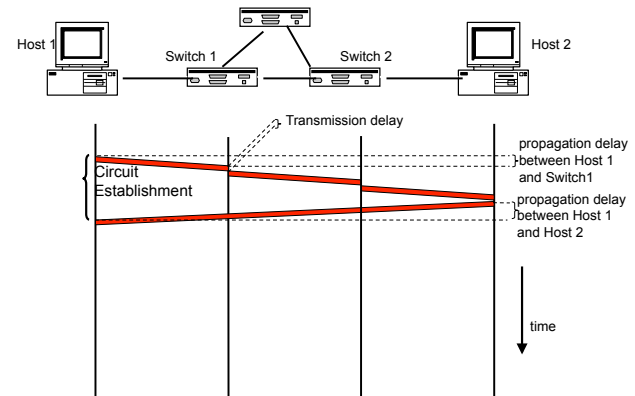 Host 1
Switch 1
Switch 2
Host 2
Transmission delay
propagation delay
between Host 1
and Switch1
Circuit
Establishment
propagation delay
between Host 1
and Host 2
time